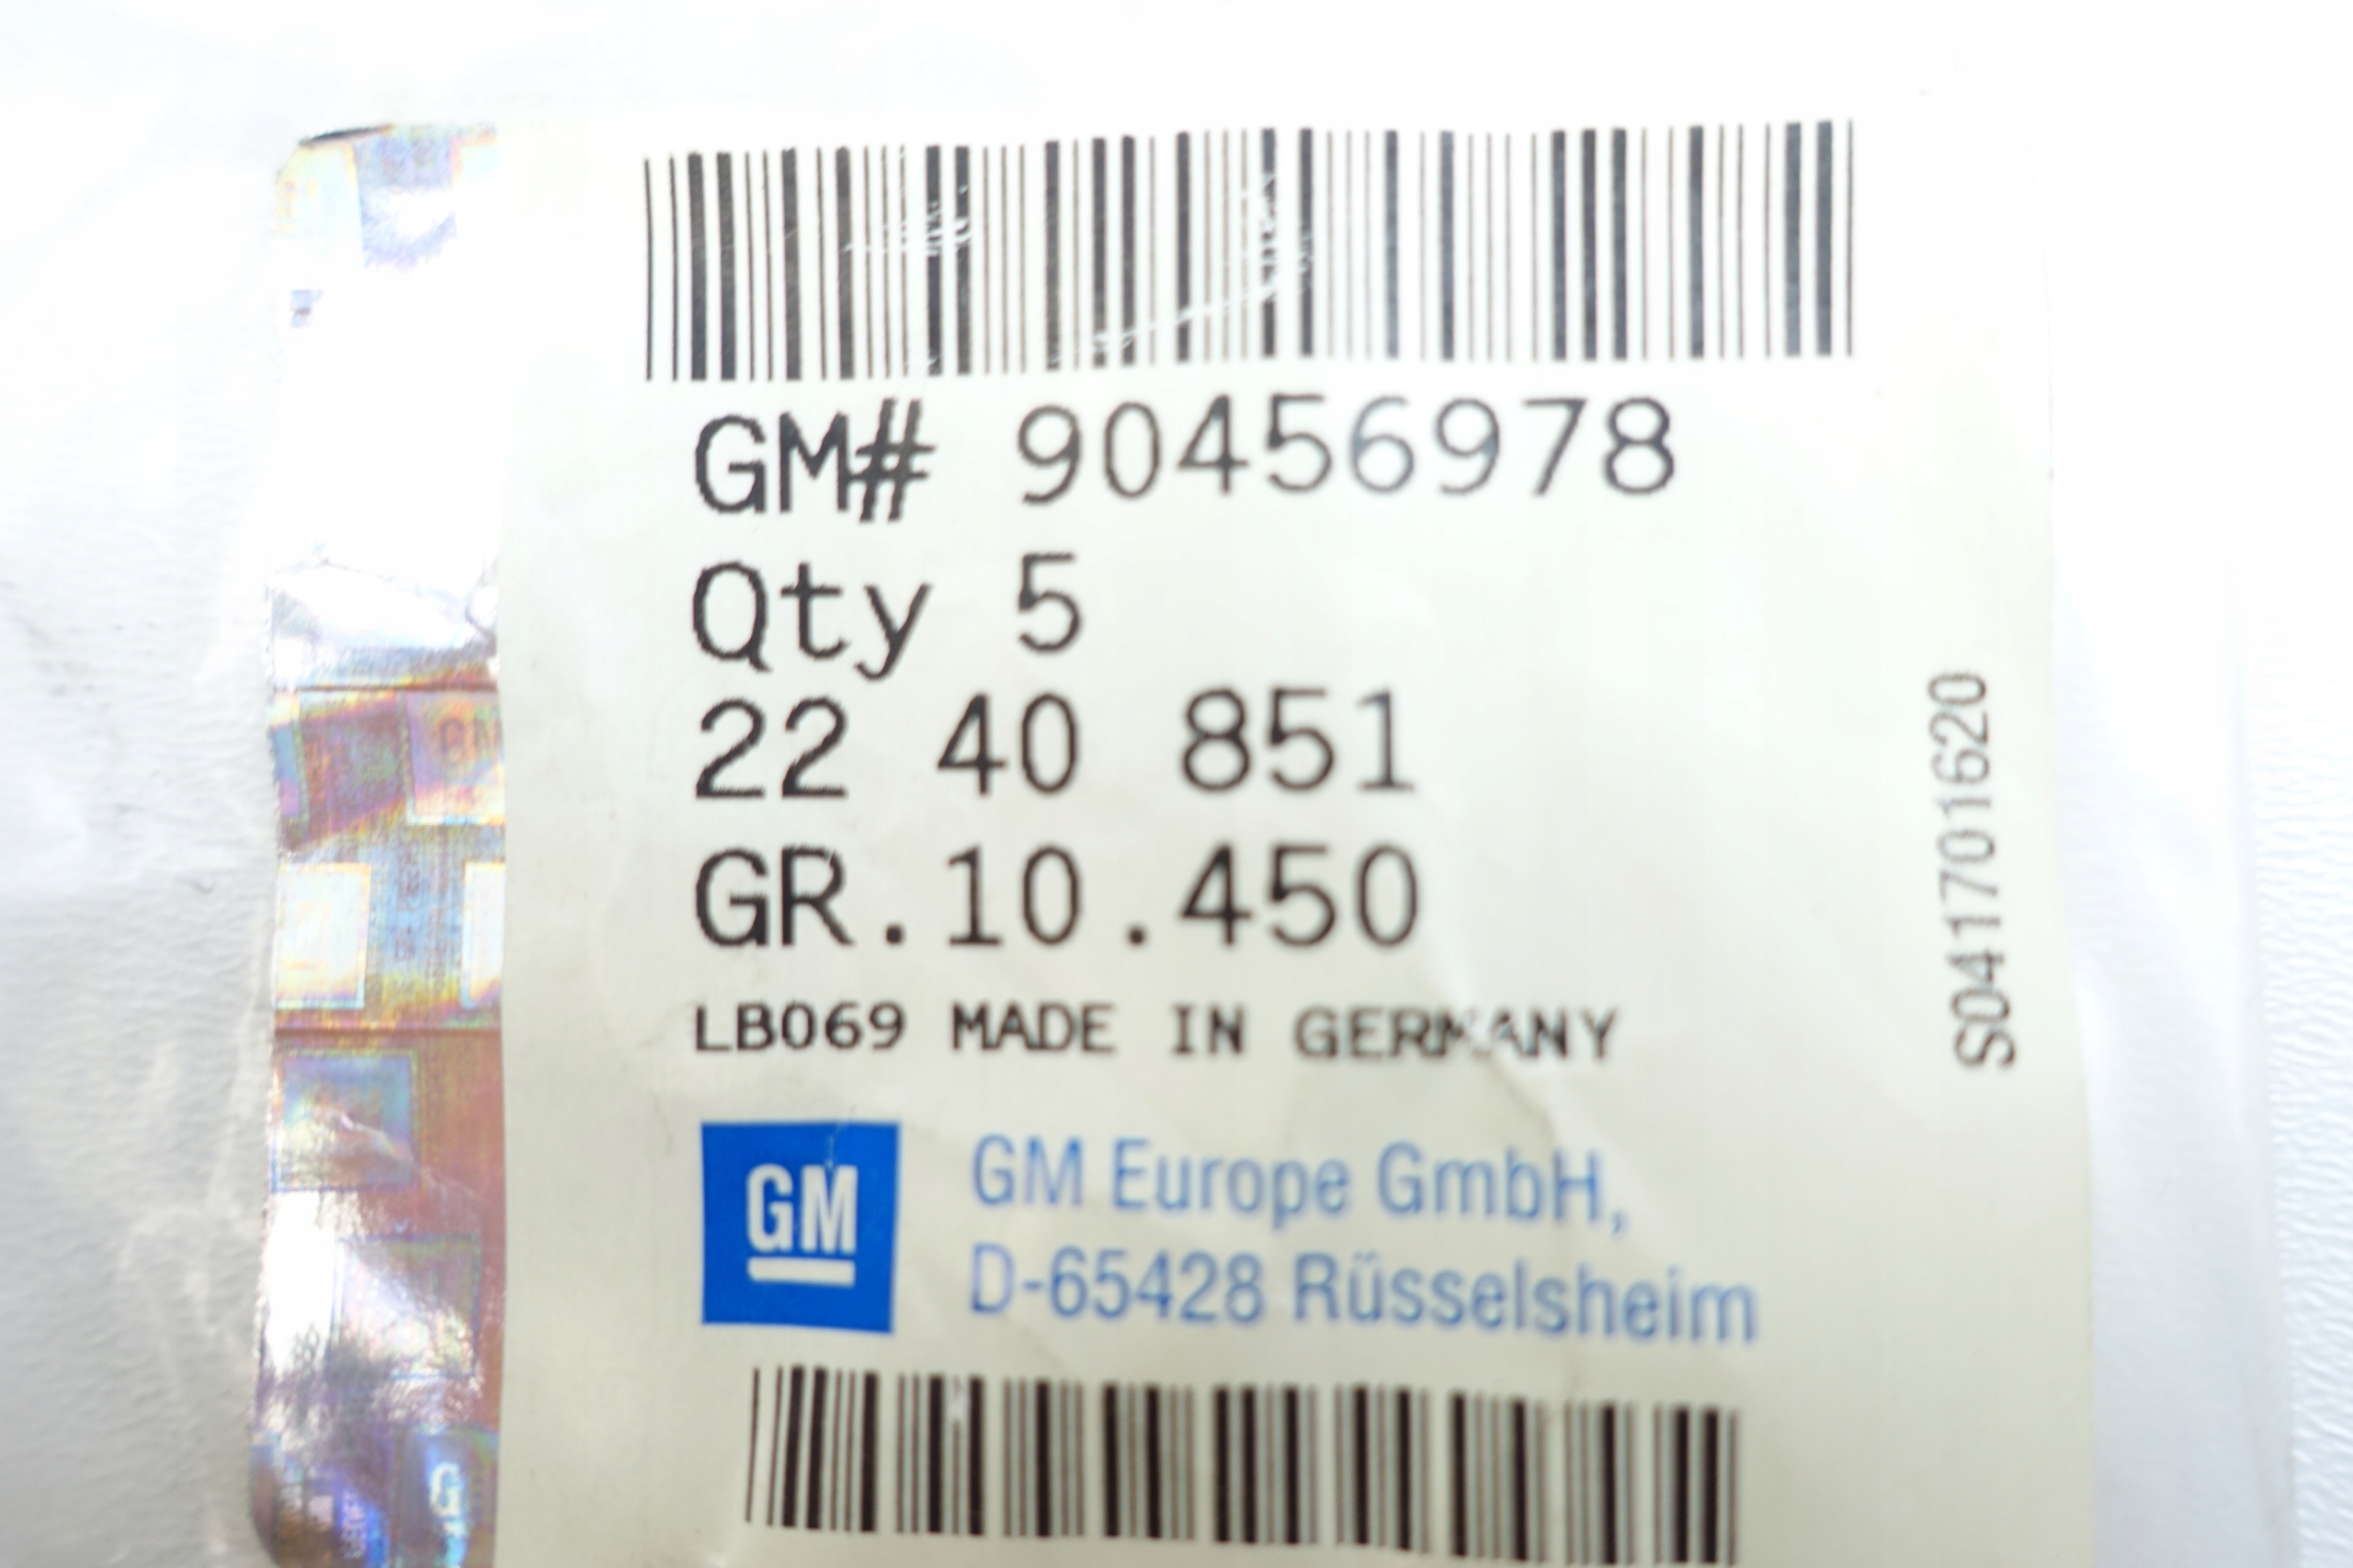 GM# 90456978
Qty 5
22 40 851
GR.10.450
LB069 MADE IN GERMANY
S041701620
GM
GM Europe GmbH,
D-65428 Rüsselsheim
G